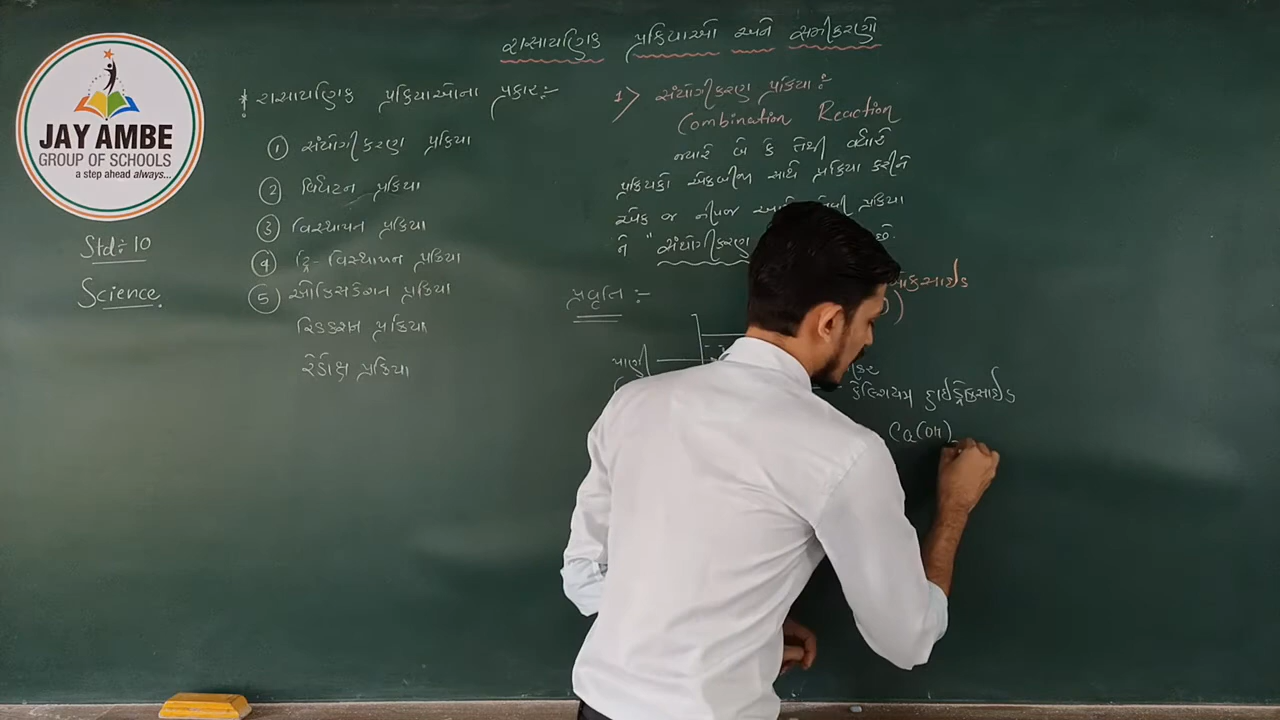 JAY AMBE
GROUP OF SCHOOLS
a step ahead always...
Std:- 10
Science.
રાસાયણિક પ્રક્રિયાઓ અને સમીકરણો
* રાસાયણિક પ્રક્રિયાઓના પ્રકાર:-
① સંયોગીકરણ પ્રક્રિયા
② વિઘટન પ્રક્રિયા
③ વિસ્થાપન પ્રક્રિયા
④ દ્વિ-વિસ્થાપન પ્રક્રિયા
⑤ ઓક્સિડેશન પ્રક્રિયા
રિડક્શન પ્રક્રિયા
રેડોક્ષ પ્રક્રિયા
1> સંયોગીકરણ પ્રક્રિયા :-
Combination Reaction
જ્યારે બે કે તેથી વધારે
પ્રક્રિયકો એકબીજા સાથે પ્રક્રિયા કરીને
એક જ નીપજ પ્રક્રિયા
ને "સંયોગીકરણ છે.
પ્રવૃત્તિ :-
પાણી
કેલ્શિયમ હાઇડ્રોક્સાઇડ
Ca(OH)